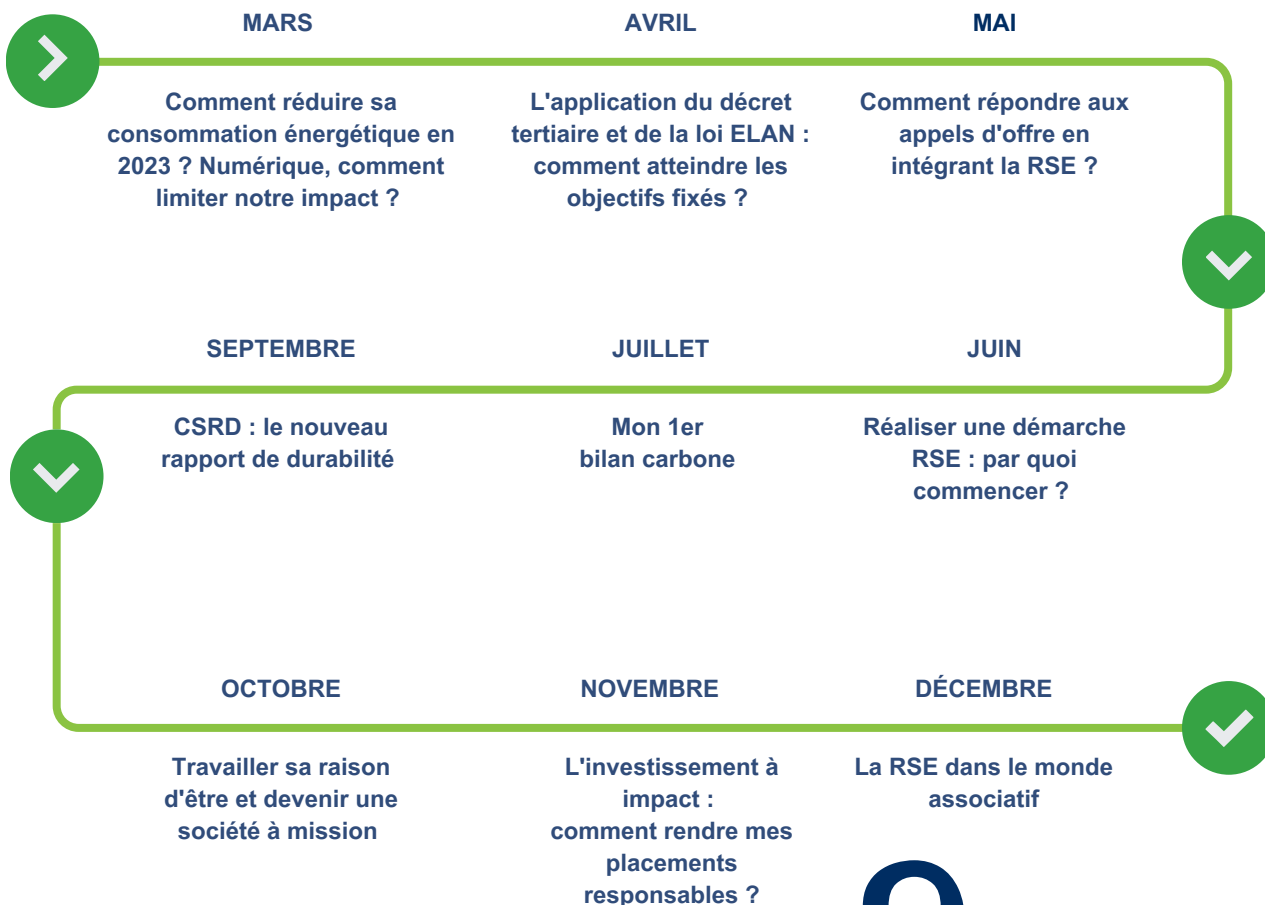 MARS
Comment réduire sa
consommation énergétique en
2023 ? Numérique, comment
limiter notre impact ?
AVRIL
L'application du décret
tertiaire et de la loi ELAN :
comment atteindre les
objectifs fixés ?
MAI
Comment répondre aux
appels d'offre en
intégrant la RSE ?
JUIN
Réaliser une démarche
RSE : par quoi
commencer ?
JUILLET
Mon 1er
bilan carbone
SEPTEMBRE
CSRD : le nouveau
rapport de durabilité
OCTOBRE
Travailler sa raison
d'être et devenir une
société à mission
NOVEMBRE
L'investissement à
impact :
comment rendre mes
placements
responsables ?
DÉCEMBRE
La RSE dans le monde
associatif